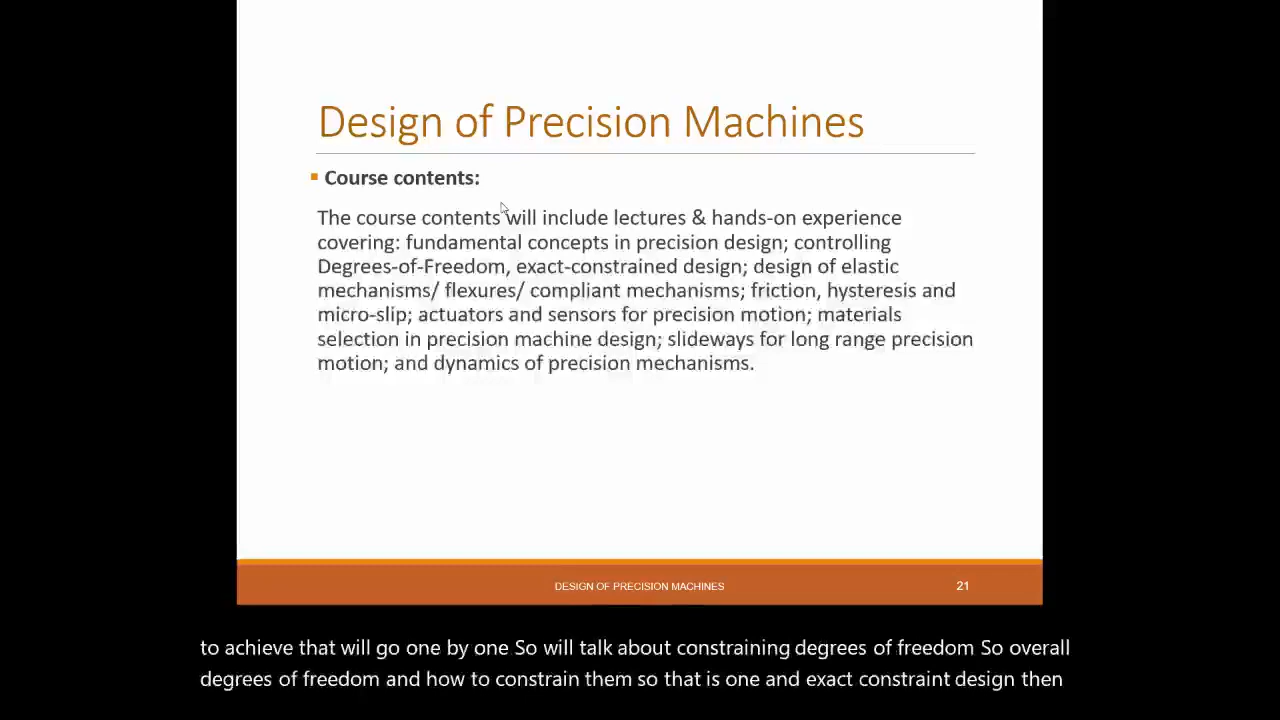 Design of Precision Machines
Course contents:
The course contents will include lectures & hands-on experience
covering: fundamental concepts in precision design; controlling
Degrees-of-Freedom, exact-constrained design; design of elastic
mechanisms/ flexures/ compliant mechanisms; friction, hysteresis and
micro-slip; actuators and sensors for precision motion; materials
selection in precision machine design; slideways for long range precision
motion; and dynamics of precision mechanisms.
DESIGN OF PRECISION MACHINES
21
to achieve that will go one by one So will talk about constraining degrees of freedom So overall
degrees of freedom and how to constrain them so that is one and exact constraint design then